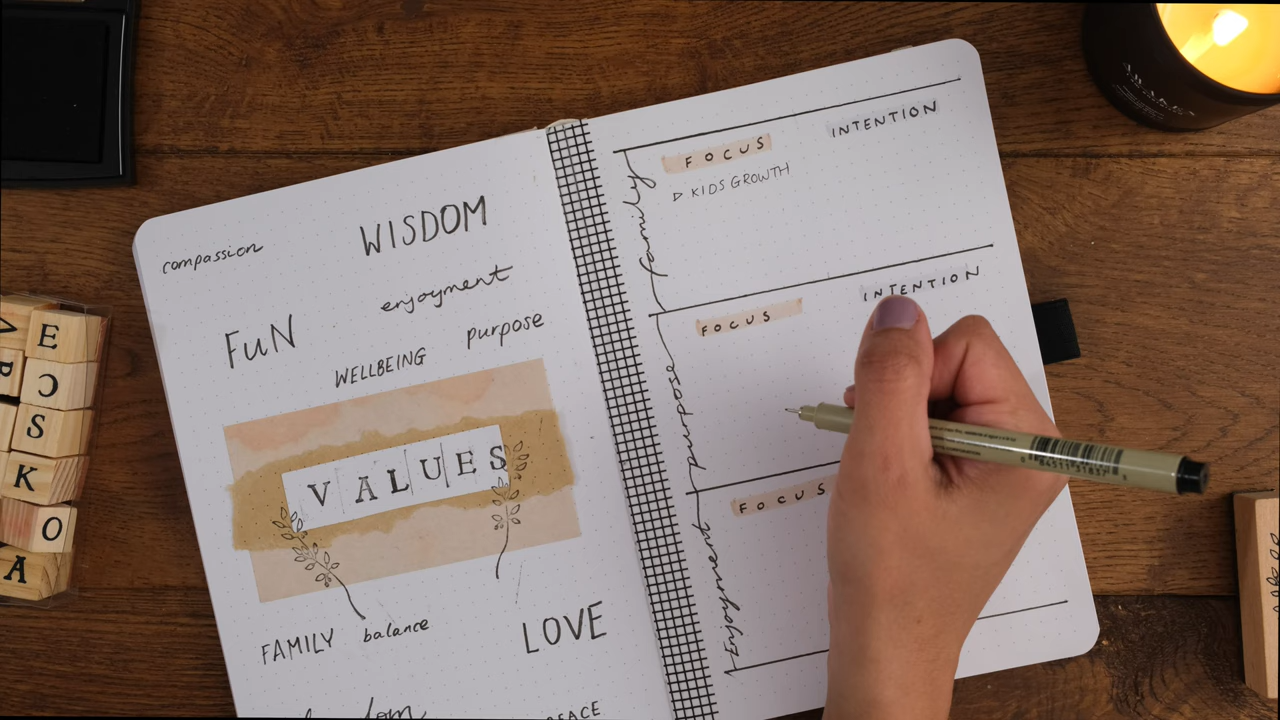 compassion
WISDOM
enjoyment
FuN
purpose
WELLBEING
VALUES
FAMILY
balance
LOVE
family
FOCUS
INTENTION
▷ KIDS GROWTH
purpose
FOCUS
INTENTION
Enjoyment
FOCUS
E
C
S
K
O
A